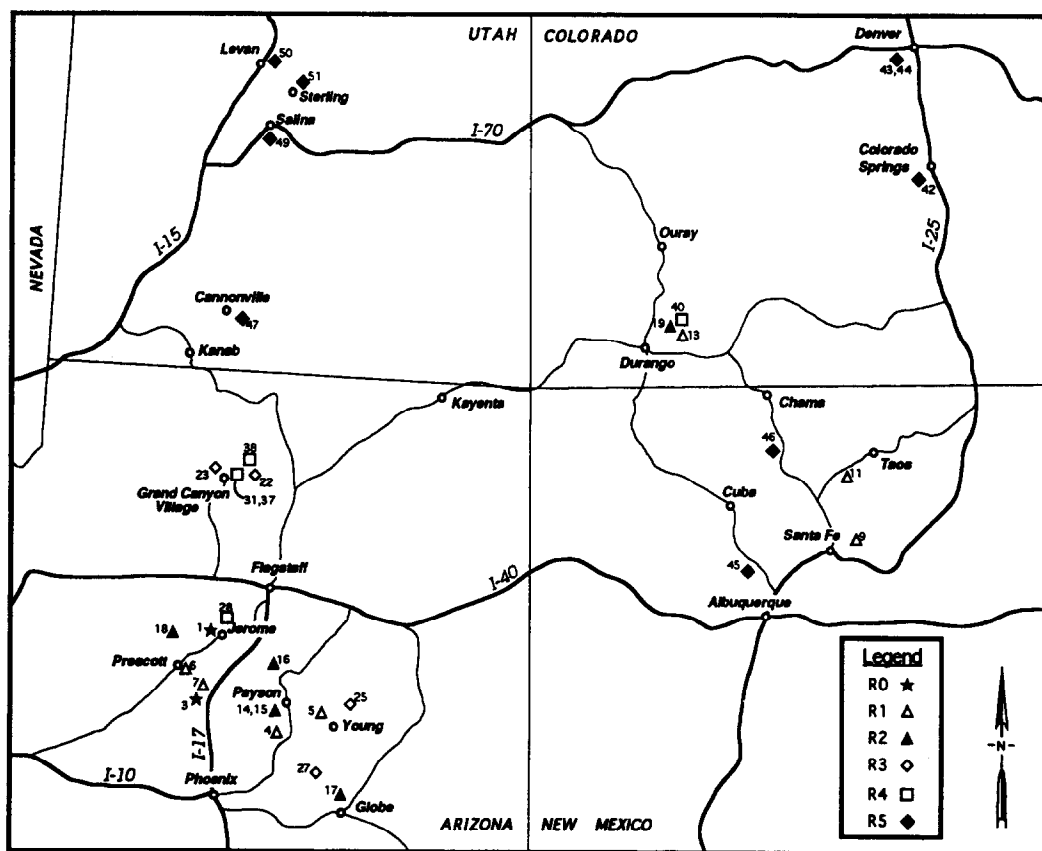 UTAH COLORADO
Denver
Levan
50
43,44
51
Sterling
Salina
I-70
49
Colorado
Springs
42
I-15
Ouray
I-25
NEVADA
Cannonville
47
40
19
13
Kanab
Durango
Kayenta
Chama
38
46
23
22
Taos
11
Grand Canyon
Village
31,37
Cuba
Santa Fe
9
Flagstaff
45
I-40
Albuquerque
28
18
1
Jerome
Legend
Prescott
6
16
R0
7
Payson
25
R1
3
14,15
5
Young
R2
4
I-17
R3
-N-
27
R4
I-10
Phoenix
17
Globe
R5
ARIZONA NEW MEXICO